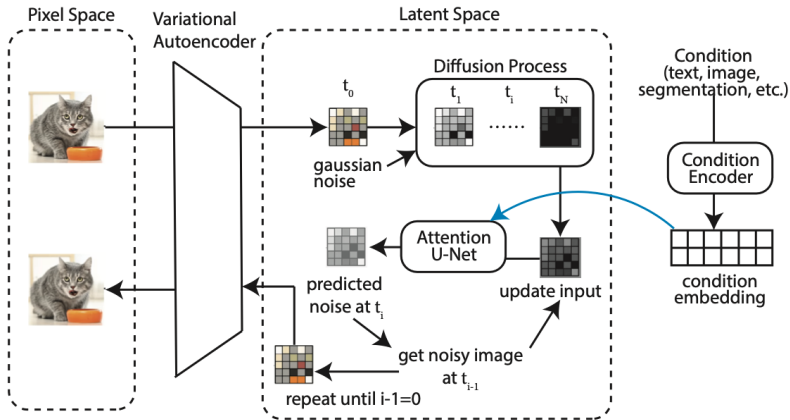 Pixel Space
Variational
Autoencoder
Latent Space
Diffusion Process
t0
t1
ti
tN
......
gaussian
noise
Condition
(text, image,
segmentation, etc.)
Condition
Encoder
condition
embedding
Attention
U-Net
update input
predicted
noise at ti
get noisy image
at ti-1
repeat until i-1=0